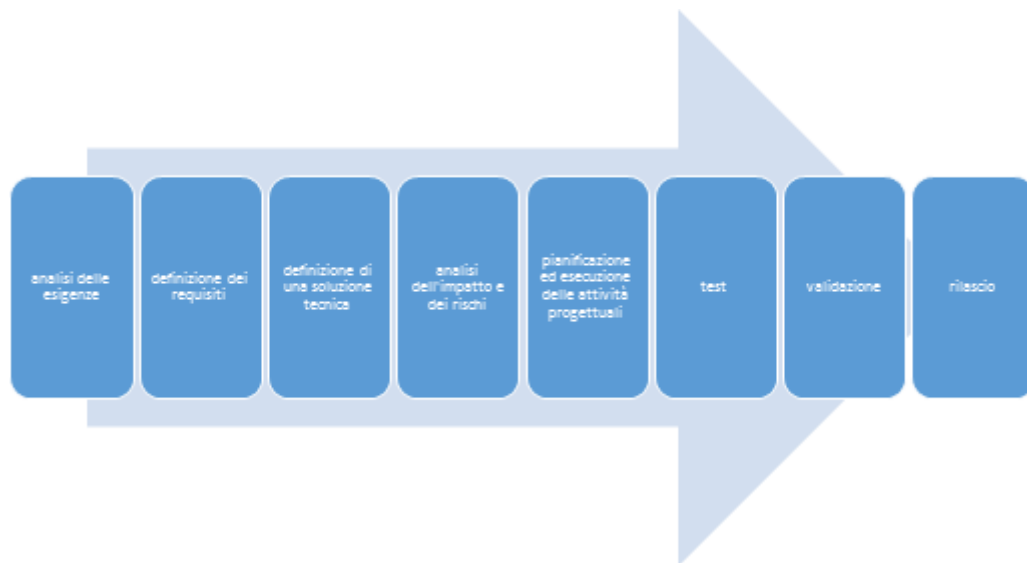 analisi delle
esigenze
definizione dei
requisiti
definizione di
una soluzione
tecnica
analisi
dell'impatto e
dei rischi
pianificazione
ed esecuzione
delle attività
progettuali
test
validazione
rilascio